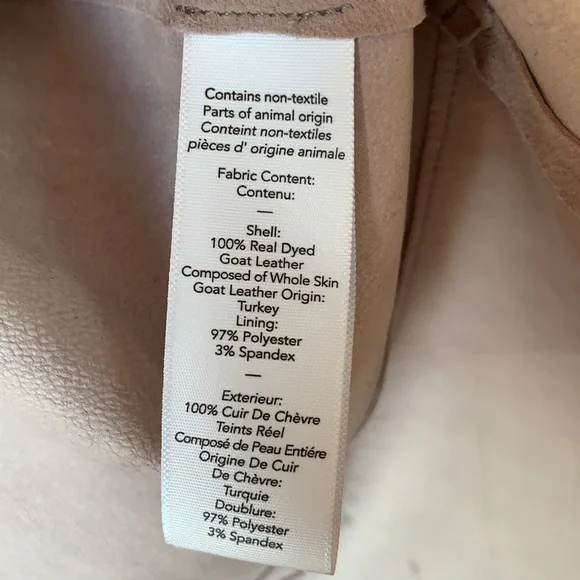 Contains non-textile
Parts of animal origin
Conteint non-textiles
pièces d' origine animale
Fabric Content:
Contenu:
—
Shell:
100% Real Dyed
Goat Leather
Composed of Whole Skin
Goat Leather Origin:
Turkey
Lining:
97% Polyester
3% Spandex
—
Exterieur:
100% Cuir De Chèvre
Teints Réel
Composé de Peau Entiére
Origine De Cuir
De Chèvre:
Turquie
Doublure:
97% Polyester
3% Spandex